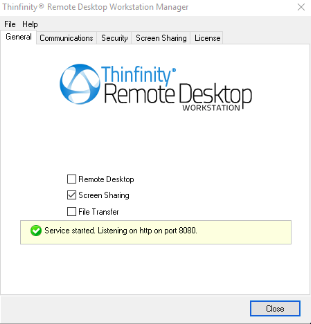 Thinfinity® Remote Desktop Workstation Manager
File Help
General Communications Security Screen Sharing License
Thinfinity®
Remote Desktop
WORKSTATION
Remote Desktop
Screen Sharing
File Transfer
Service started. Listening on http on port 8080.
Close